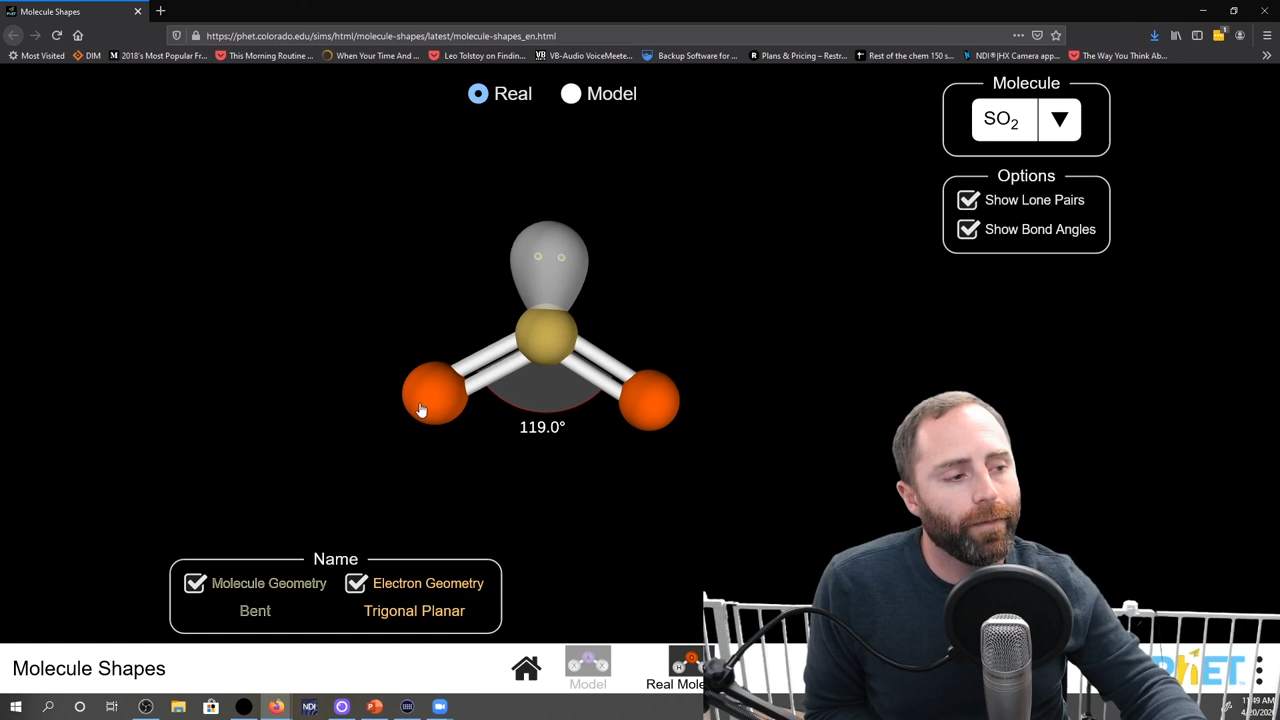 Molecule Shapes
https://phet.colorado.edu/sims/html/molecule-shapes/latest/molecule-shapes_en.html
Most Visited DIM 2018's Most Popular Fr... This Morning Routine ... When Your Time And ... Leo Tolstoy on Findin... VB-Audio VoiceMeete... Backup Software for ... Plans & Pricing – Restr... Rest of the chem 150 s... NDI®|HX Camera app... The Way You Think Ab...
Real Model
Molecule
SO2
Options
Show Lone Pairs
Show Bond Angles
119.0°
Name
Molecule Geometry Electron Geometry
Bent Trigonal Planar
Molecule Shapes
Model Real